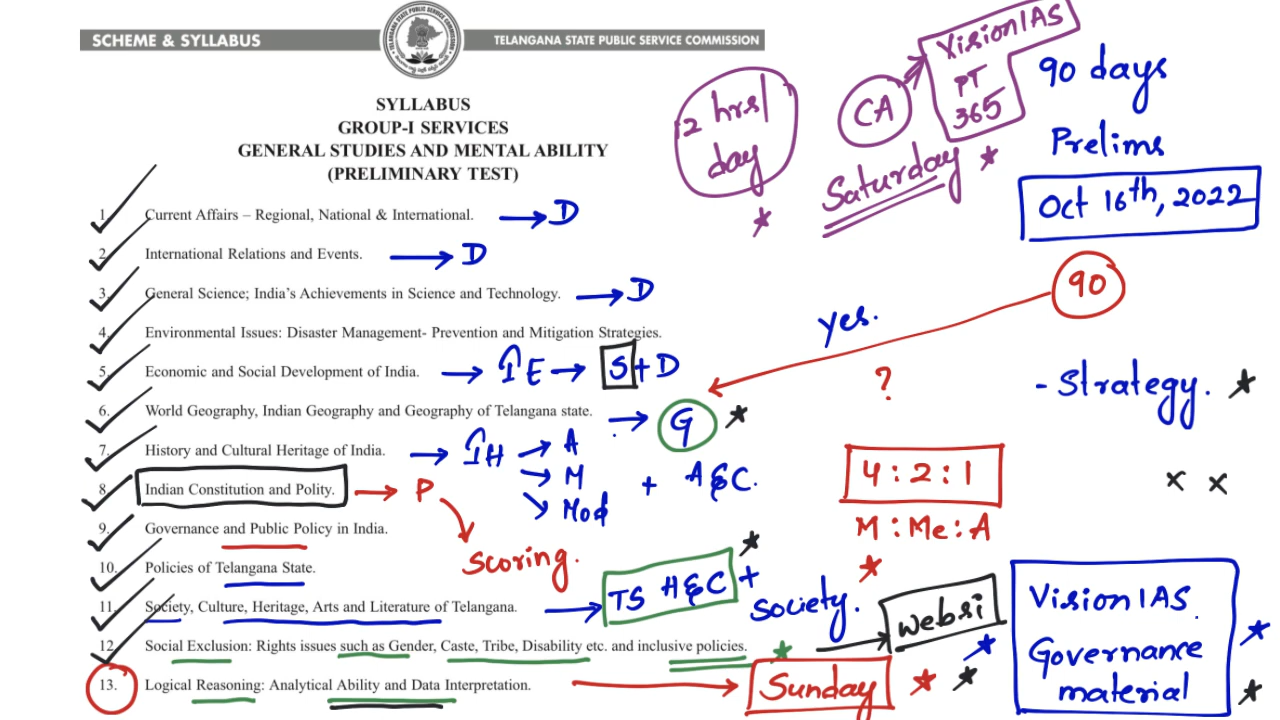 SCHEME & SYLLABUS
TELANGANA STATE PUBLIC SERVICE COMMISSION
SYLLABUS
GROUP-I SERVICES
GENERAL STUDIES AND MENTAL ABILITY
(PRELIMINARY TEST)
1. Current Affairs – Regional, National & International. → D
2. International Relations and Events. → D
3. General Science; India's Achievements in Science and Technology. → D
4. Environmental Issues: Disaster Management- Prevention and Mitigation Strategies.
5. Economic and Social Development of India. → IE → S + D
6. World Geography, Indian Geography and Geography of Telangana state. → G
7. History and Cultural Heritage of India. → IH → A
→ M
→ Mod
+ A&C.
8. Indian Constitution and Polity. → P
Scoring.
9. Governance and Public Policy in India.
10. Policies of Telangana State.
11. Society, Culture, Heritage, Arts and Literature of Telangana. → TS H&C +
Society.
12. Social Exclusion: Rights issues such as Gender, Caste, Tribe, Disability etc. and inclusive policies. → Websi
13. Logical Reasoning: Analytical Ability and Data Interpretation. → Sunday
2 hrs/
day
CA → VisionIAS
PT
365
Saturday
90 days
Prelims
Oct 16th, 2022
90
yes.
?
- Strategy.
4 : 2 : 1
M : Me : A
x x
VisionIAS
Governance
material